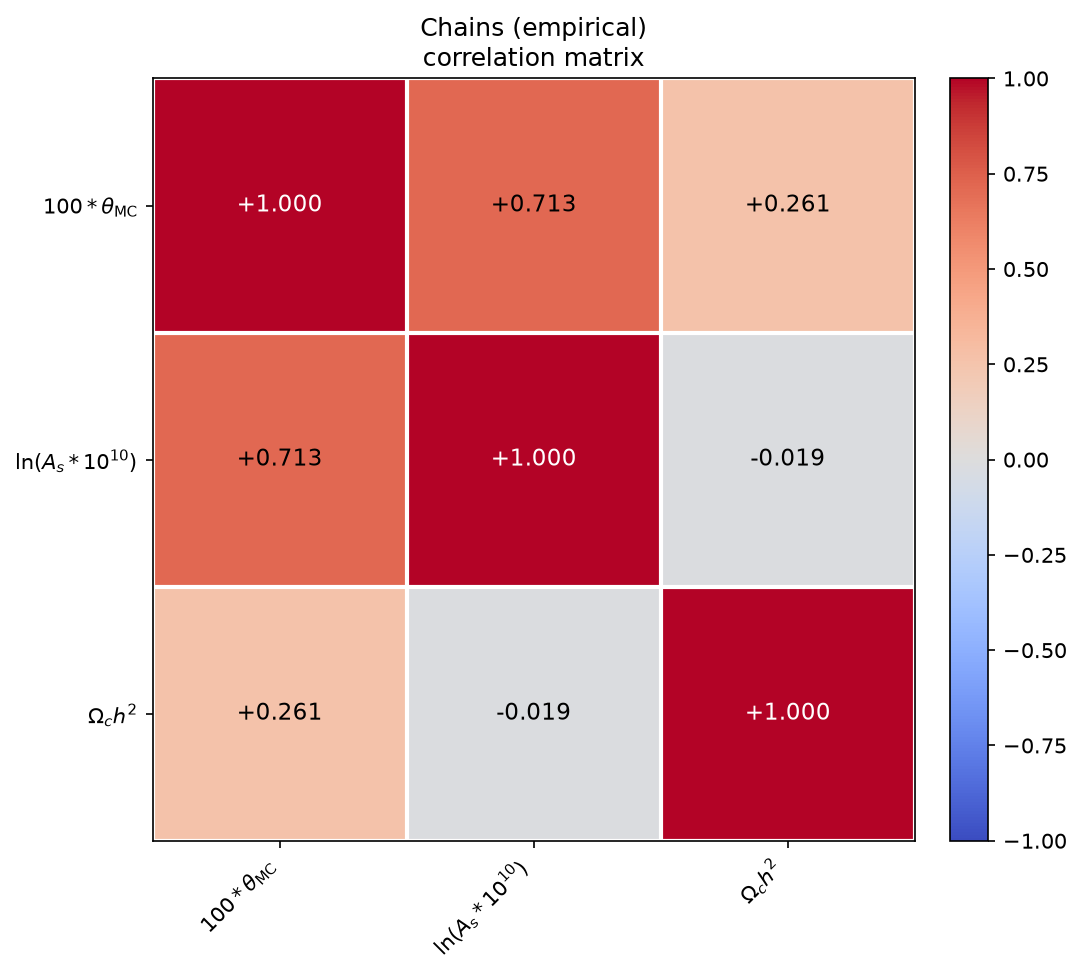 Chains (empirical)
correlation matrix
100 * θ_MC
+1.000
+0.713
+0.261
ln(A_s * 10^10)
+0.713
+1.000
-0.019
Ω_c h²
+0.261
-0.019
+1.000
100 * θ_MC
ln(A_s * 10^10)
Ω_c h²
1.00
0.75
0.50
0.25
0.00
−0.25
−0.50
−0.75
−1.00